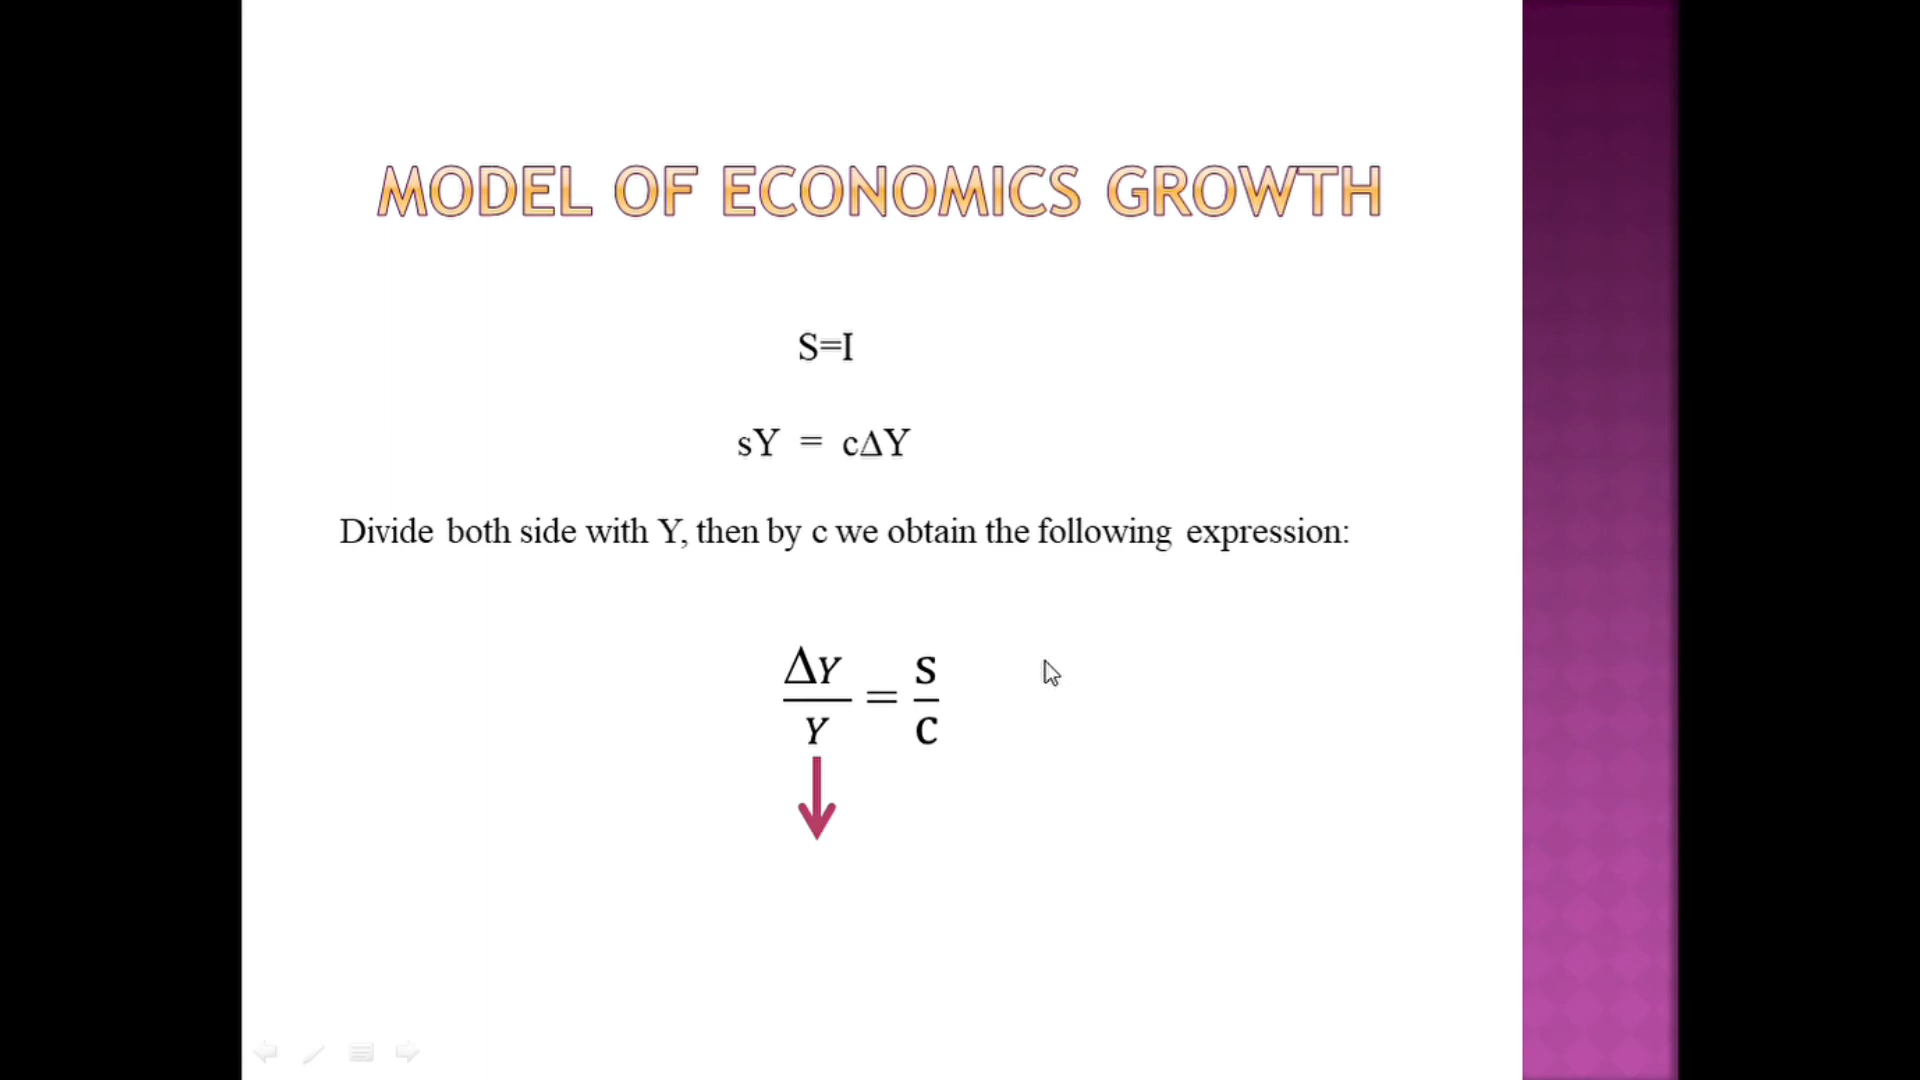 MODEL OF ECONOMICS GROWTH
S=I
sY = cΔY
Divide both side with Y, then by c we obtain the following expression:
ΔY/Y = s/c